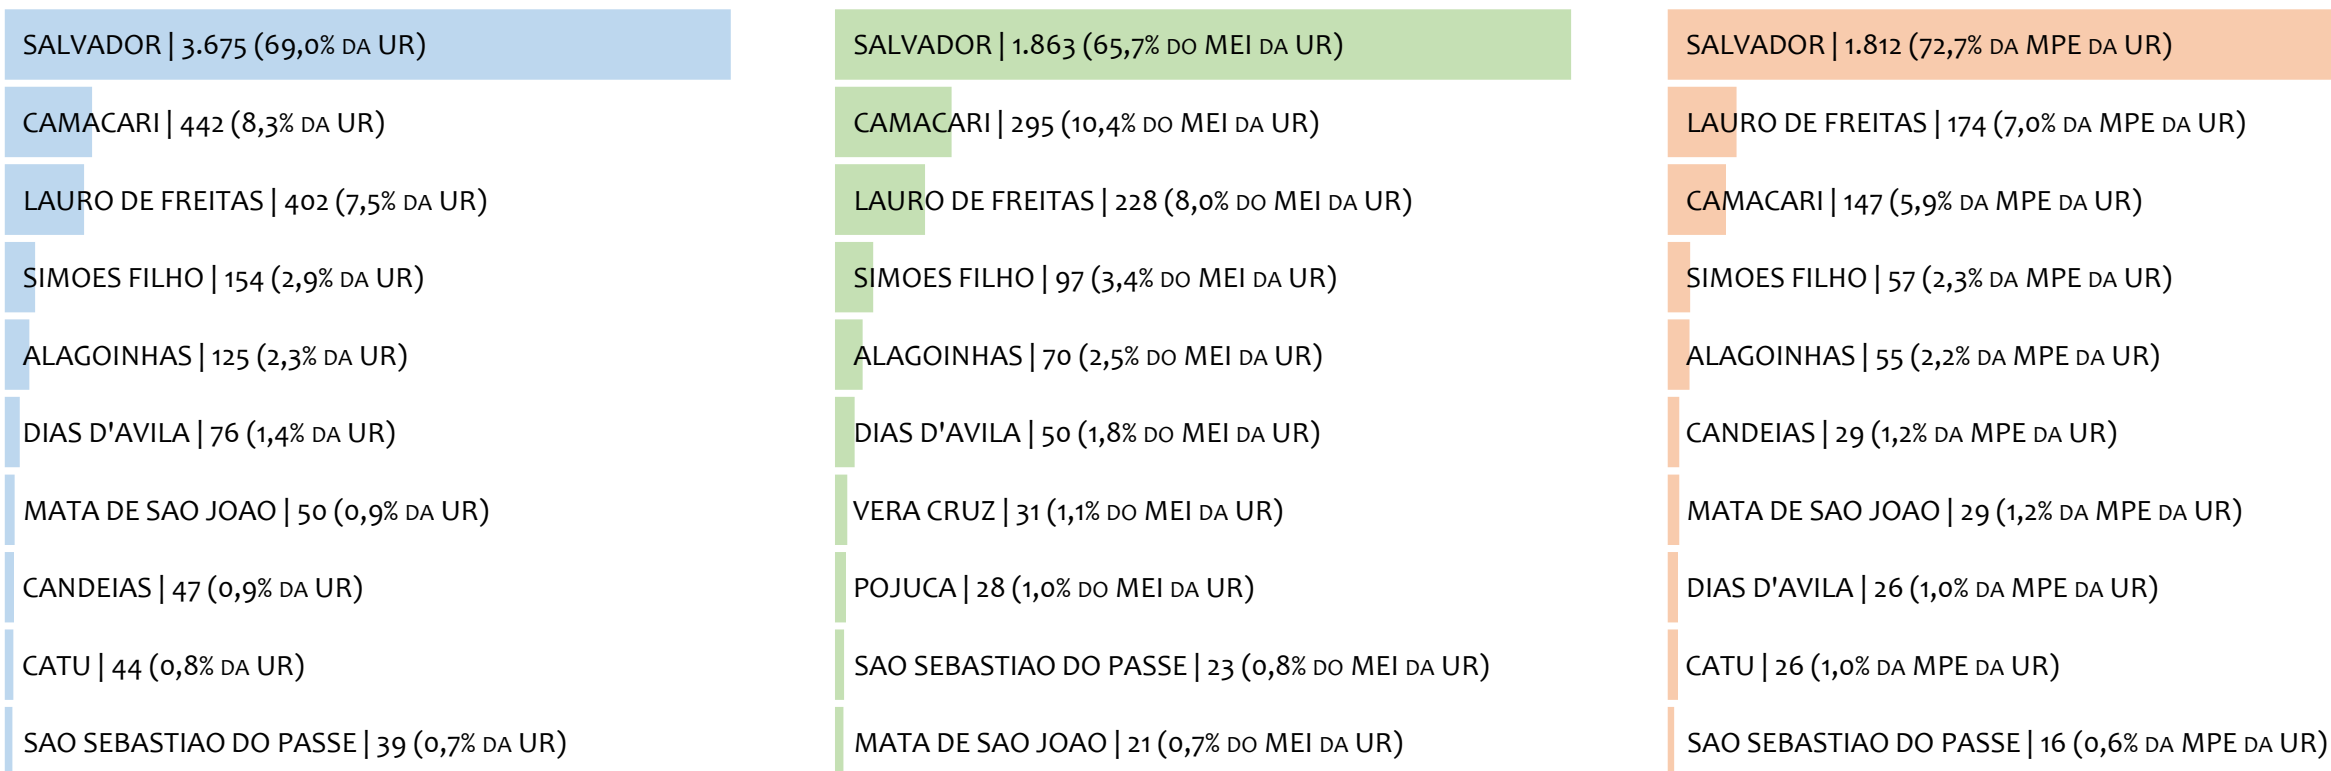 SALVADOR | 3.675 (69,0% DA UR)
CAMACARI | 442 (8,3% DA UR)
LAURO DE FREITAS | 402 (7,5% DA UR)
SIMOES FILHO | 154 (2,9% DA UR)
ALAGOINHAS | 125 (2,3% DA UR)
DIAS D'AVILA | 76 (1,4% DA UR)
MATA DE SAO JOAO | 50 (0,9% DA UR)
CANDEIAS | 47 (0,9% DA UR)
CATU | 44 (0,8% DA UR)
SAO SEBASTIAO DO PASSE | 39 (0,7% DA UR)
SALVADOR | 1.863 (65,7% DO MEI DA UR)
CAMACARI | 295 (10,4% DO MEI DA UR)
LAURO DE FREITAS | 228 (8,0% DO MEI DA UR)
SIMOES FILHO | 97 (3,4% DO MEI DA UR)
ALAGOINHAS | 70 (2,5% DO MEI DA UR)
DIAS D'AVILA | 50 (1,8% DO MEI DA UR)
VERA CRUZ | 31 (1,1% DO MEI DA UR)
POJUCA | 28 (1,0% DO MEI DA UR)
SAO SEBASTIAO DO PASSE | 23 (0,8% DO MEI DA UR)
MATA DE SAO JOAO | 21 (0,7% DO MEI DA UR)
SALVADOR | 1.812 (72,7% DA MPE DA UR)
LAURO DE FREITAS | 174 (7,0% DA MPE DA UR)
CAMACARI | 147 (5,9% DA MPE DA UR)
SIMOES FILHO | 57 (2,3% DA MPE DA UR)
ALAGOINHAS | 55 (2,2% DA MPE DA UR)
CANDEIAS | 29 (1,2% DA MPE DA UR)
MATA DE SAO JOAO | 29 (1,2% DA MPE DA UR)
DIAS D'AVILA | 26 (1,0% DA MPE DA UR)
CATU | 26 (1,0% DA MPE DA UR)
SAO SEBASTIAO DO PASSE | 16 (0,6% DA MPE DA UR)